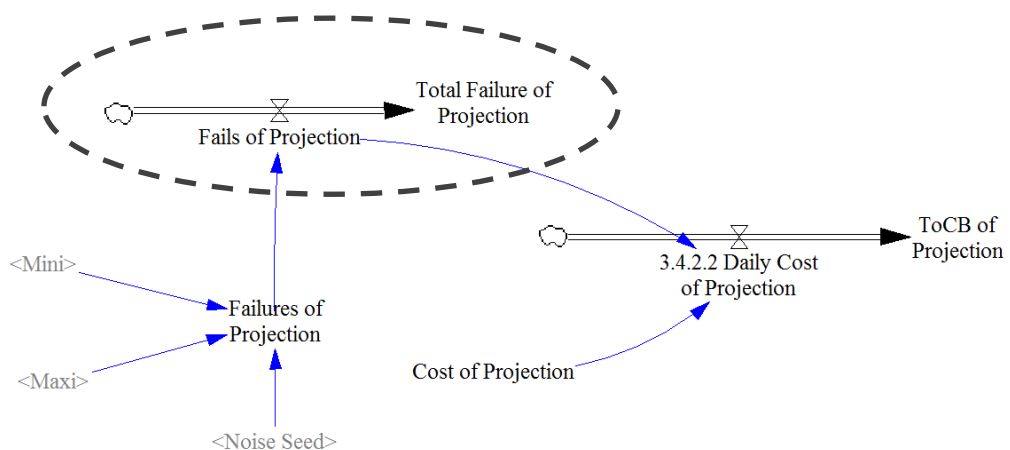 Total Failure of
Projection
Fails of Projection
ToCB of
Projection
3.4.2.2 Daily Cost
of Projection
<Mini>
Failures of
Projection
<Maxi>
Cost of Projection
<Noise Seed>